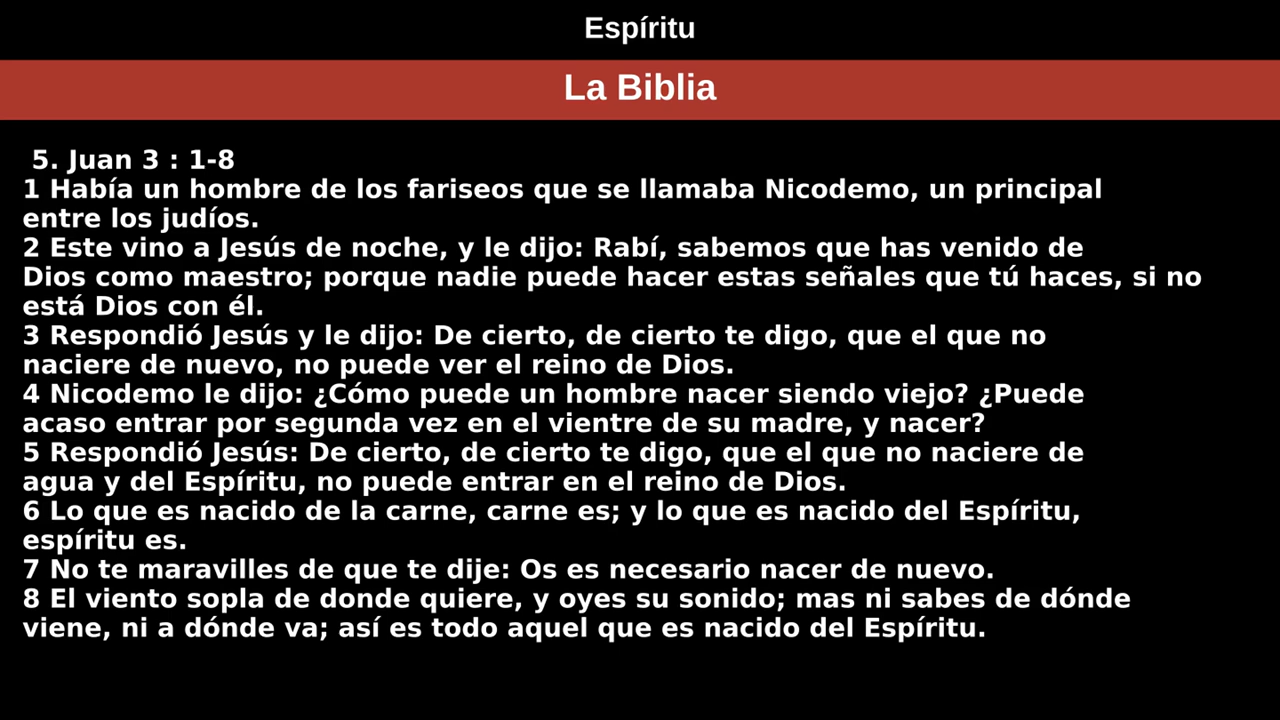 Espíritu
La Biblia
5. Juan 3 : 1-8
1 Había un hombre de los fariseos que se llamaba Nicodemo, un principal
entre los judíos.
2 Este vino a Jesús de noche, y le dijo: Rabí, sabemos que has venido de
Dios como maestro; porque nadie puede hacer estas señales que tú haces, si no
está Dios con él.
3 Respondió Jesús y le dijo: De cierto, de cierto te digo, que el que no
naciere de nuevo, no puede ver el reino de Dios.
4 Nicodemo le dijo: ¿Cómo puede un hombre nacer siendo viejo? ¿Puede
acaso entrar por segunda vez en el vientre de su madre, y nacer?
5 Respondió Jesús: De cierto, de cierto te digo, que el que no naciere de
agua y del Espíritu, no puede entrar en el reino de Dios.
6 Lo que es nacido de la carne, carne es; y lo que es nacido del Espíritu,
espíritu es.
7 No te maravilles de que te dije: Os es necesario nacer de nuevo.
8 El viento sopla de donde quiere, y oyes su sonido; mas ni sabes de dónde
viene, ni a dónde va; así es todo aquel que es nacido del Espíritu.